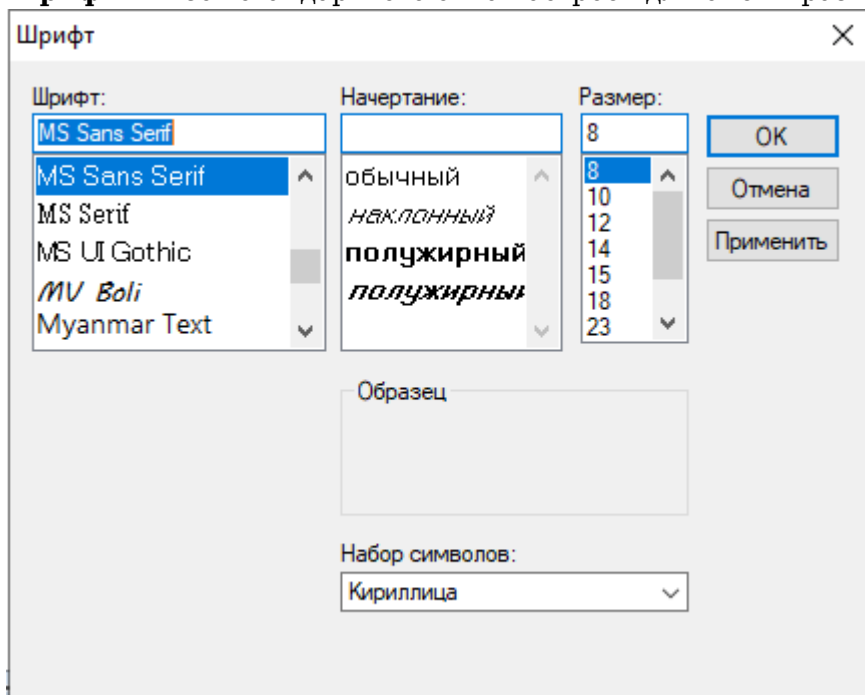 Шрифт
Шрифт:
Начертание:
Размер:
MS Sans Serif
8
OK
MS Sans Serif
MS Serif
MS UI Gothic
MV Boli
Myanmar Text
обычный
наклонный
полужирный
8
10
12
14
15
18
23
Отмена
Применить
Образец
Набор символов:
Кириллица